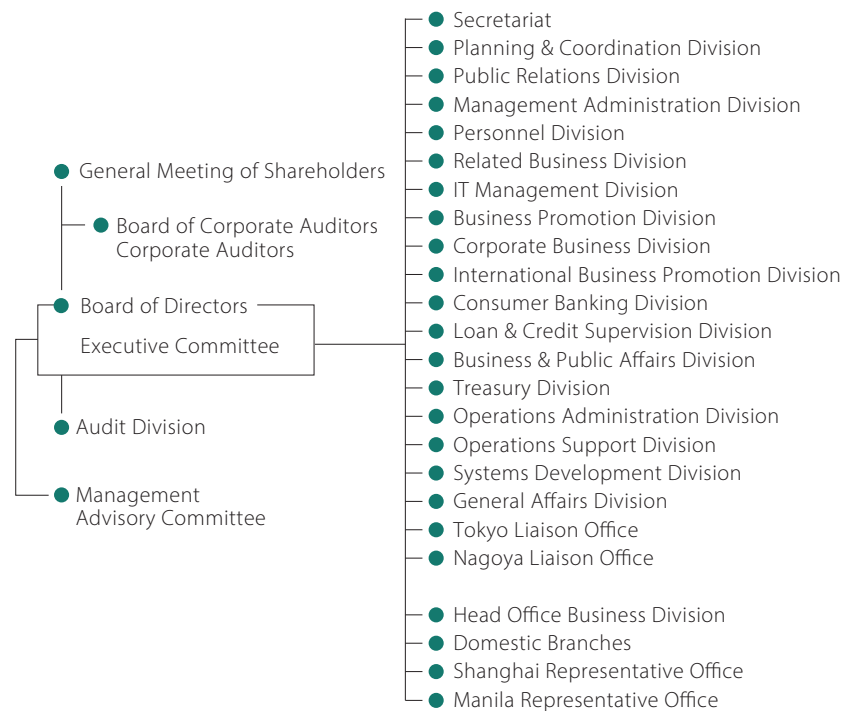 General Meeting of Shareholders
Board of Corporate Auditors
Corporate Auditors
Board of Directors
Executive Committee
Audit Division
Management
Advisory Committee
Secretariat
Planning & Coordination Division
Public Relations Division
Management Administration Division
Personnel Division
Related Business Division
IT Management Division
Business Promotion Division
Corporate Business Division
International Business Promotion Division
Consumer Banking Division
Loan & Credit Supervision Division
Business & Public Affairs Division
Treasury Division
Operations Administration Division
Operations Support Division
Systems Development Division
General Affairs Division
Tokyo Liaison Office
Nagoya Liaison Office
Head Office Business Division
Domestic Branches
Shanghai Representative Office
Manila Representative Office